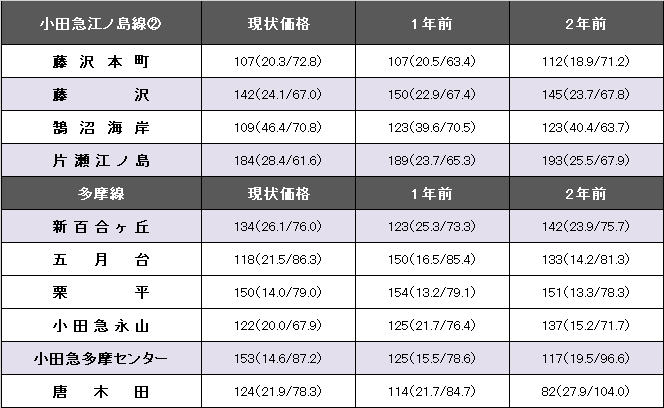 小田急江ノ島線② 現状価格 1年前 2年前
藤沢本町 107(20.3/72.8) 107(20.5/63.4) 112(18.9/71.2)
藤沢 142(24.1/67.0) 150(22.9/67.4) 145(23.7/67.8)
鵠沼海岸 109(46.4/70.8) 123(39.6/70.5) 123(40.4/63.7)
片瀬江ノ島 184(28.4/61.6) 189(23.7/65.3) 193(25.5/67.9)
多摩線 現状価格 1年前 2年前
新百合ヶ丘 134(26.1/76.0) 123(25.3/73.3) 142(23.9/75.7)
五月台 118(21.5/86.3) 150(16.5/85.4) 133(14.2/81.3)
栗平 150(14.0/79.0) 154(13.2/79.1) 151(13.3/78.3)
小田急永山 122(20.0/67.9) 125(21.7/76.4) 137(15.2/71.7)
小田急多摩センター 153(14.6/87.2) 125(15.5/78.6) 117(19.5/96.6)
唐木田 124(21.9/78.3) 114(21.7/84.7) 82(27.9/104.0)